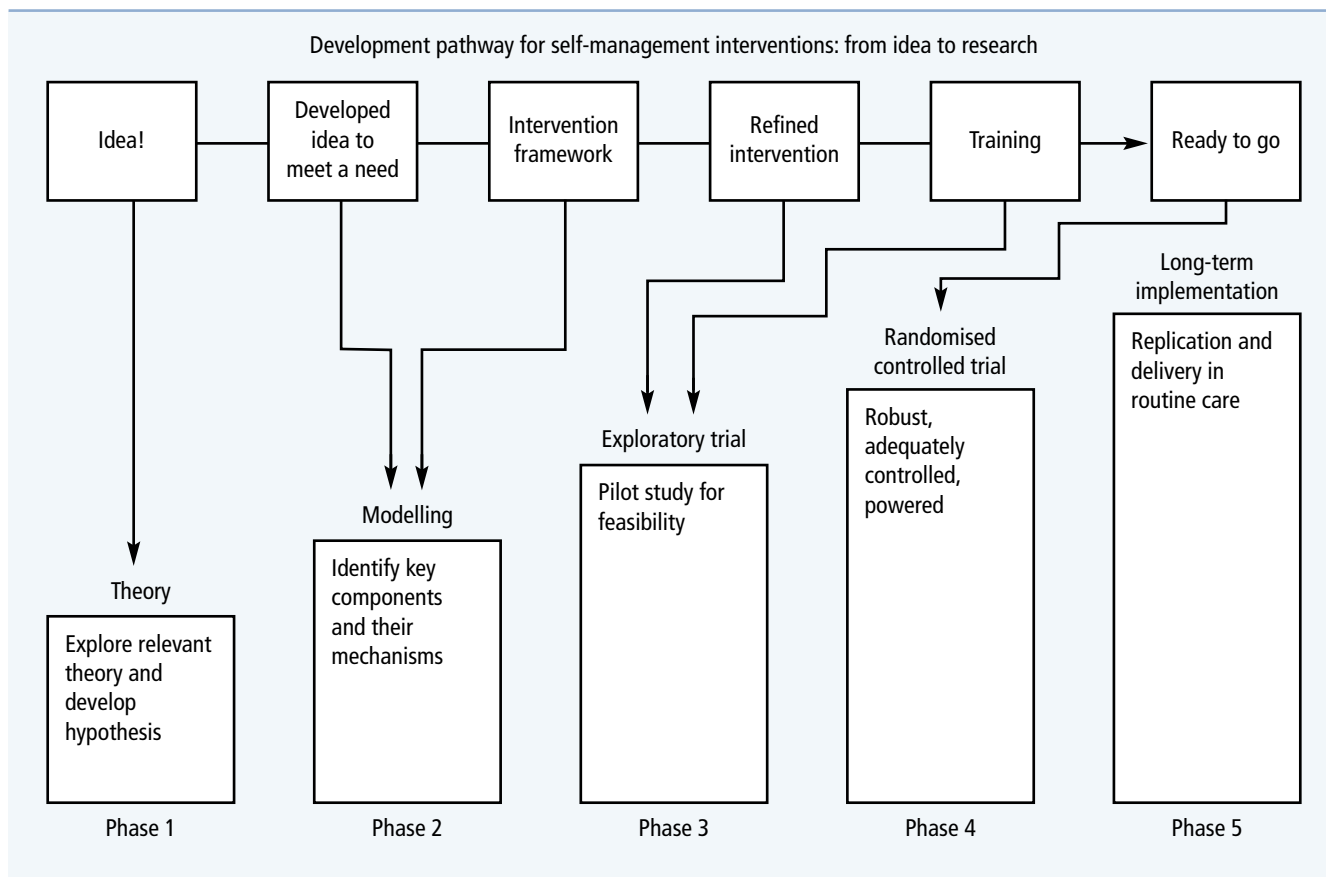 Development pathway for self-management interventions: from idea to research
Idea!
Developed
idea to
meet a need
Intervention
framework
Refined
intervention
Training
Ready to go
Theory
Explore relevant
theory and
develop
hypothesis
Phase 1
Modelling
Identify key
components
and their
mechanisms
Phase 2
Exploratory trial
Pilot study for
feasibility
Phase 3
Randomised
controlled trial
Robust,
adequately
controlled,
powered
Phase 4
Long-term
implementation
Replication and
delivery in
routine care
Phase 5